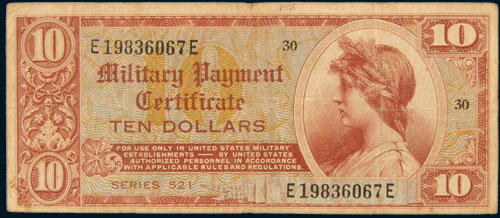 10
10
E19836067E
30
Military Payment
Certificate
TEN DOLLARS
30
FOR USE ONLY IN UNITED STATES MILITARY
ESTABLISHMENTS — BY UNITED STATES
AUTHORIZED PERSONNEL IN ACCORDANCE
WITH APPLICABLE RULES AND REGULATIONS.
SERIES 521
E19836067E
10
10